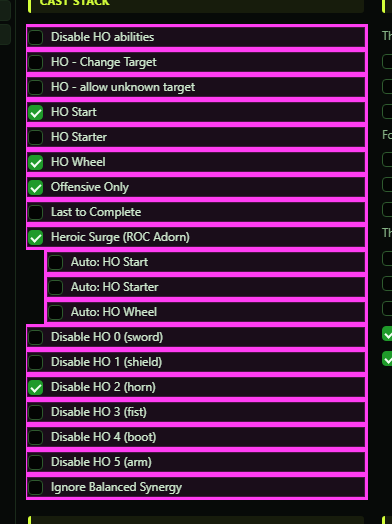 CAST STACK
Disable HO abilities
HO - Change Target
HO - allow unknown target
HO Start
HO Starter
HO Wheel
Offensive Only
Last to Complete
Heroic Surge (ROC Adorn)
Auto: HO Start
Auto: HO Starter
Auto: HO Wheel
Disable HO 0 (sword)
Disable HO 1 (shield)
Disable HO 2 (horn)
Disable HO 3 (fist)
Disable HO 4 (boot)
Disable HO 5 (arm)
Ignore Balanced Synergy